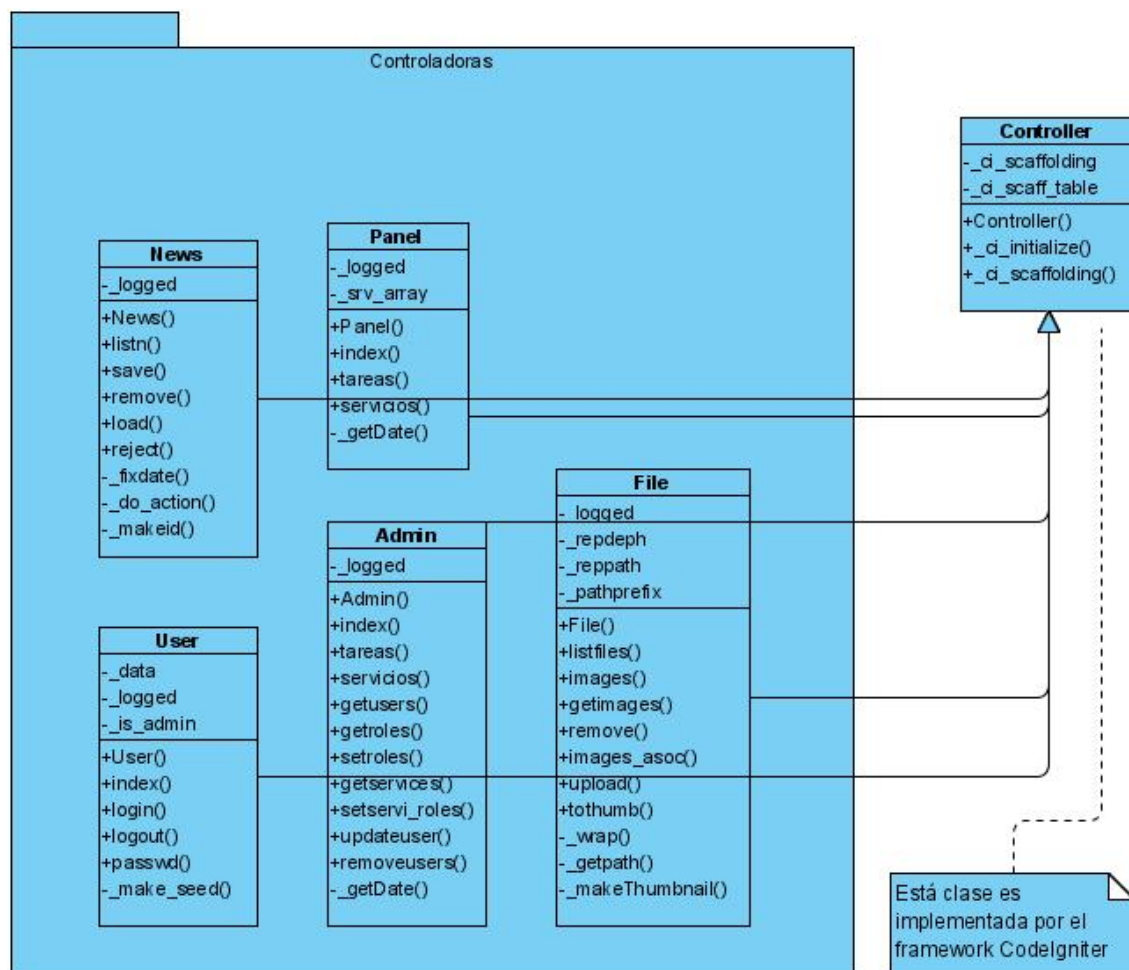 Controladoras
Controller
-_ci_scaffolding
-_ci_scaff_table
+Controller()
+_ci_initialize()
+_ci_scaffolding()
News
-_logged
+News()
+listn()
+save()
+remove()
+load()
+reject()
-_fixdate()
-_do_action()
-_makeid()
Panel
-_logged
-_srv_array
+Panel()
+index()
+tareas()
+servicios()
-_getDate()
User
-_data
-_logged
-_is_admin
+User()
+index()
+login()
+logout()
+passwd()
-_make_seed()
Admin
-_logged
+Admin()
+index()
+tareas()
+servicios()
+getusers()
+getroles()
+setroles()
+getservices()
+setservi_roles()
+updateuser()
+removeusers()
-_getDate()
File
-_logged
-_repdeph
-_reppath
-_pathprefix
+File()
+listfiles()
+images()
+getimages()
+remove()
+images_asoc()
+upload()
+tothumb()
-_wrap()
-_getpath()
-_makeThumbnail()
Está clase es
implementada por el
framework CodeIgniter